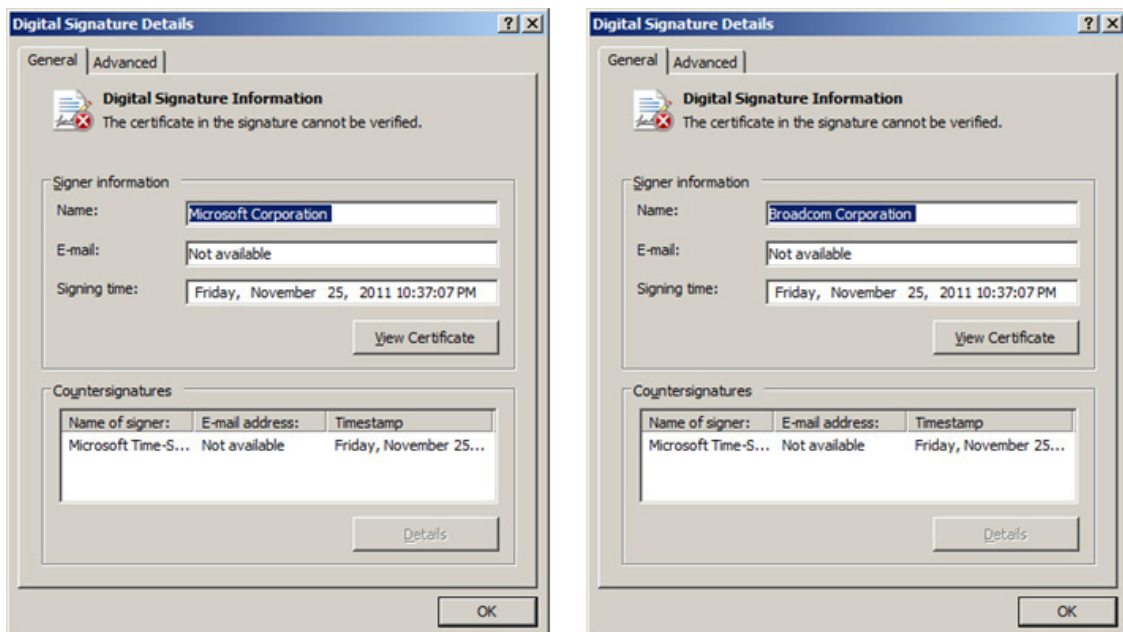 Digital Signature Details
General Advanced
Digital Signature Information
The certificate in the signature cannot be verified.
Signer information
Name: Microsoft Corporation
E-mail: Not available
Signing time: Friday, November 25, 2011 10:37:07 PM
View Certificate
Countersignatures
Name of signer: E-mail address: Timestamp
Microsoft Time-S... Not available Friday, November 25...
Details
OK
Digital Signature Details
General Advanced
Digital Signature Information
The certificate in the signature cannot be verified.
Signer information
Name: Broadcom Corporation
E-mail: Not available
Signing time: Friday, November 25, 2011 10:37:07 PM
View Certificate
Countersignatures
Name of signer: E-mail address: Timestamp
Microsoft Time-S... Not available Friday, November 25...
Details
OK